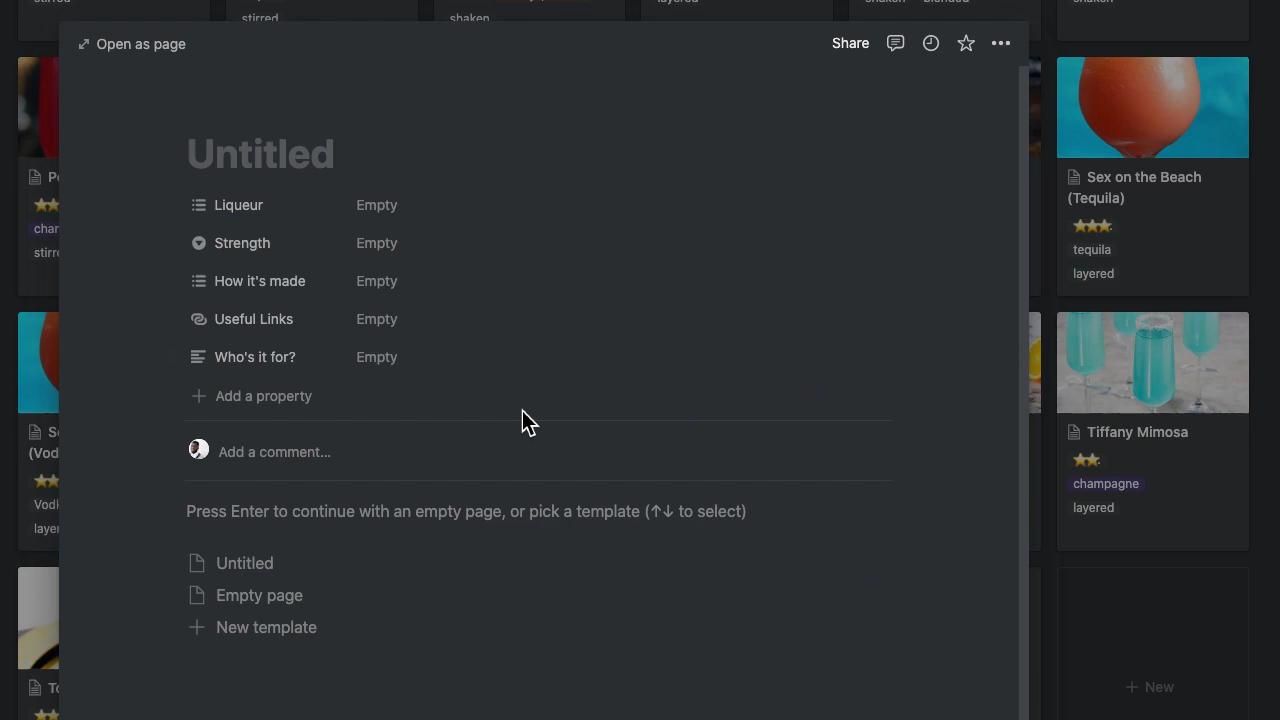 stirred
stirred
shaken
layered
shaken
blended
shaken
Open as page
Share
Untitled
Liqueur Empty
Strength Empty
How it's made Empty
Useful Links Empty
Who's it for? Empty
Add a property
Add a comment...
Press Enter to continue with an empty page, or pick a template (↑↓ to select)
Untitled
Empty page
New template
Sex on the Beach
(Tequila)
tequila
layered
Tiffany Mimosa
champagne
layered
New